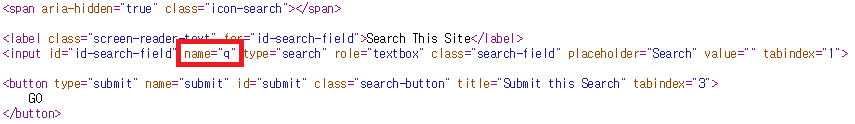 <span aria-hidden="true" class="icon-search"></span>
<label class="screen-reader-text" for="id-search-field">Search This Site</label>
<input id="id-search-field" name="q" type="search" role="textbox" class="search-field" placeholder="Search" value="" tabindex="1">
<button type="submit" name="submit" id="submit" class="search-button" title="Submit this Search" tabindex="3">
GO
</button>